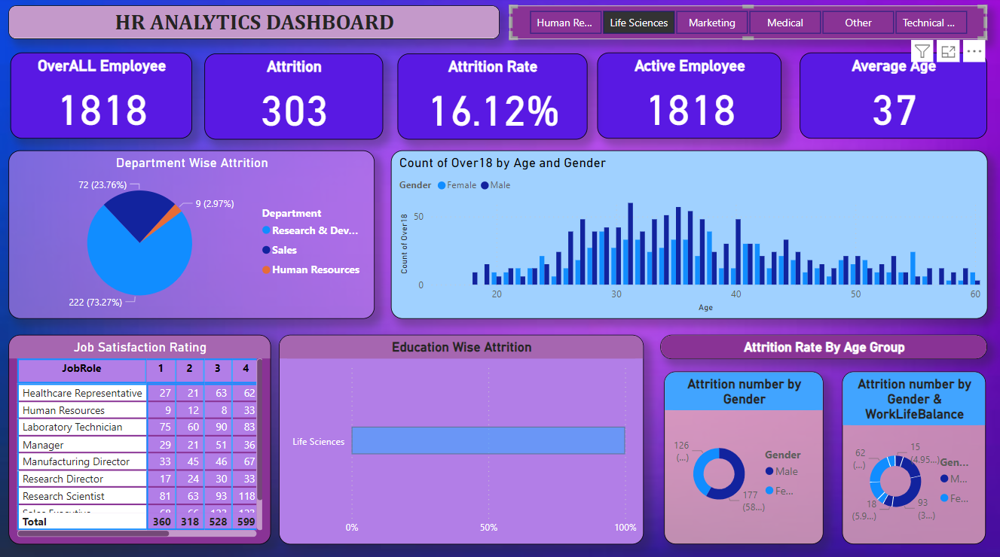 HR ANALYTICS DASHBOARD
Human Re...
Life Sciences
Marketing
Medical
Other
Technical ...
OverALL Employee
1818
Attrition
303
Attrition Rate
16.12%
Active Employee
1818
Average Age
37
Department Wise Attrition
72 (23.76%)
9 (2.97%)
222 (73.27%)
Department
Research & Dev...
Sales
Human Resources
Count of Over18 by Age and Gender
Gender Female Male
Count of Over18
50
0
20 30 40 50 60
Age
Job Satisfaction Rating
JobRole 1 2 3 4
Healthcare Representative 27 21 63 62
Human Resources 9 12 8 33
Laboratory Technician 75 60 90 83
Manager 29 21 51 36
Manufacturing Director 33 45 46 67
Research Director 17 24 30 33
Research Scientist 81 63 93 118
Total 360 318 528 599
Education Wise Attrition
Life Sciences
0% 50% 100%
Attrition Rate By Age Group
Attrition number by
Gender
126
(...)
177
(58...)
Gender
Male
Fe...
Attrition number by
Gender &
WorkLifeBalance
62
(...)
15
(4.95...)
18
(5.9...)
93
(3...)
Gen...
M...
Fe...